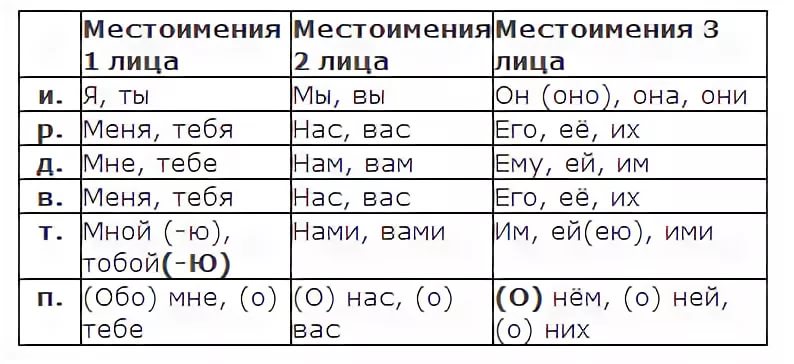 Местоимения 1 лица Местоимения 2 лица Местоимения 3 лица
и. Я, ты Мы, вы Он (оно), она, они
р. Меня, тебя Нас, вас Его, её, их
д. Мне, тебе Нам, вам Ему, ей, им
в. Меня, тебя Нас, вас Его, её, их
т. Мной (-ю), Нами, вами Им, ей(ею), ими
тобой(-Ю)
п. (Обо) мне, (о) (О) нас, (о) (О) нём, (о) ней,
тебе вас (о) них